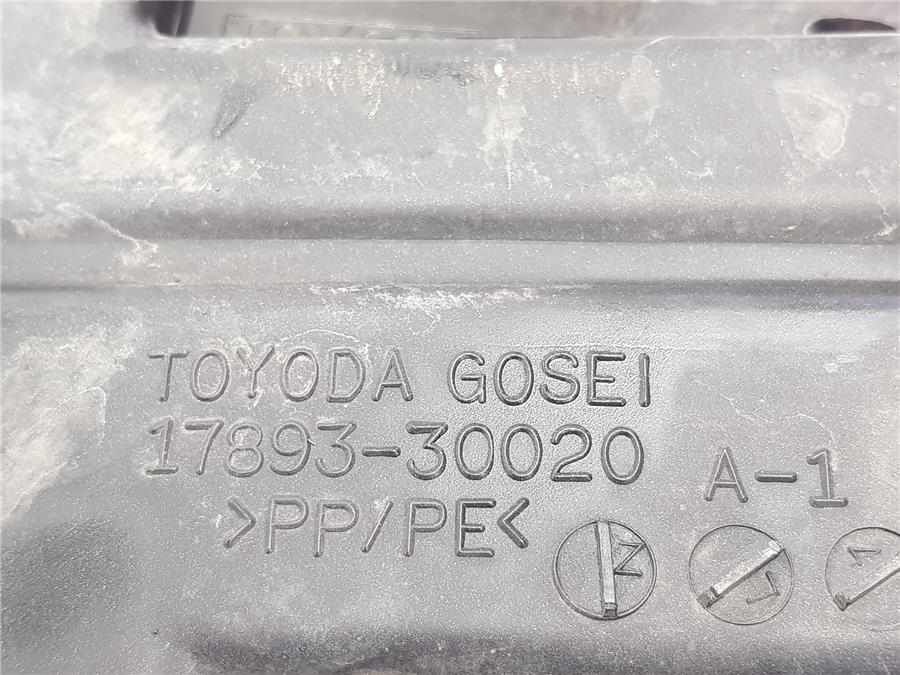 TOYODA GOSEI
17893-30020
A-1
>PP/PE<